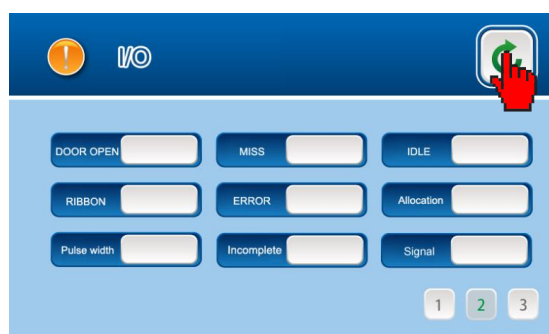 I/O
DOOR OPEN MISS IDLE
RIBBON ERROR Allocation
Pulse width Incomplete Signal
1 2 3